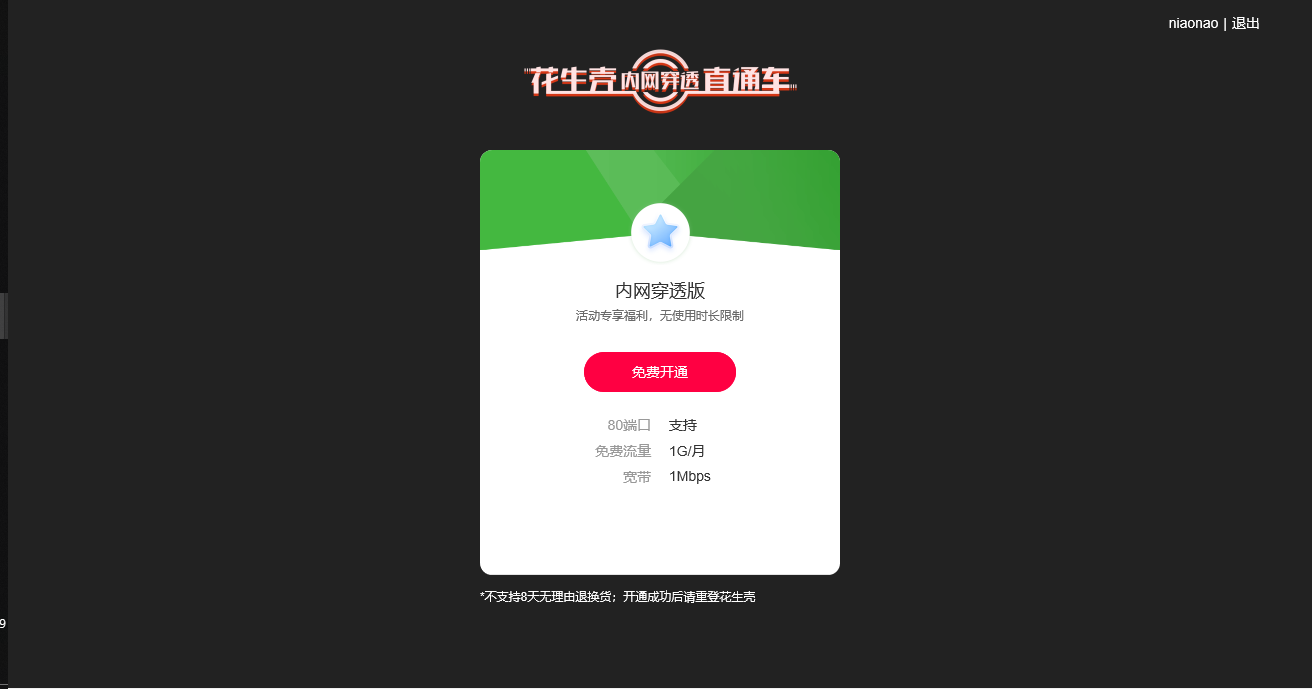 niaonao | 退出
花生壳内网穿透直通车
内网穿透版
活动专享福利，无使用时长限制
免费开通
80端口 支持
免费流量 1G/月
宽带 1Mbps
*不支持8天无理由退换货；开通成功后请重登花生壳
9